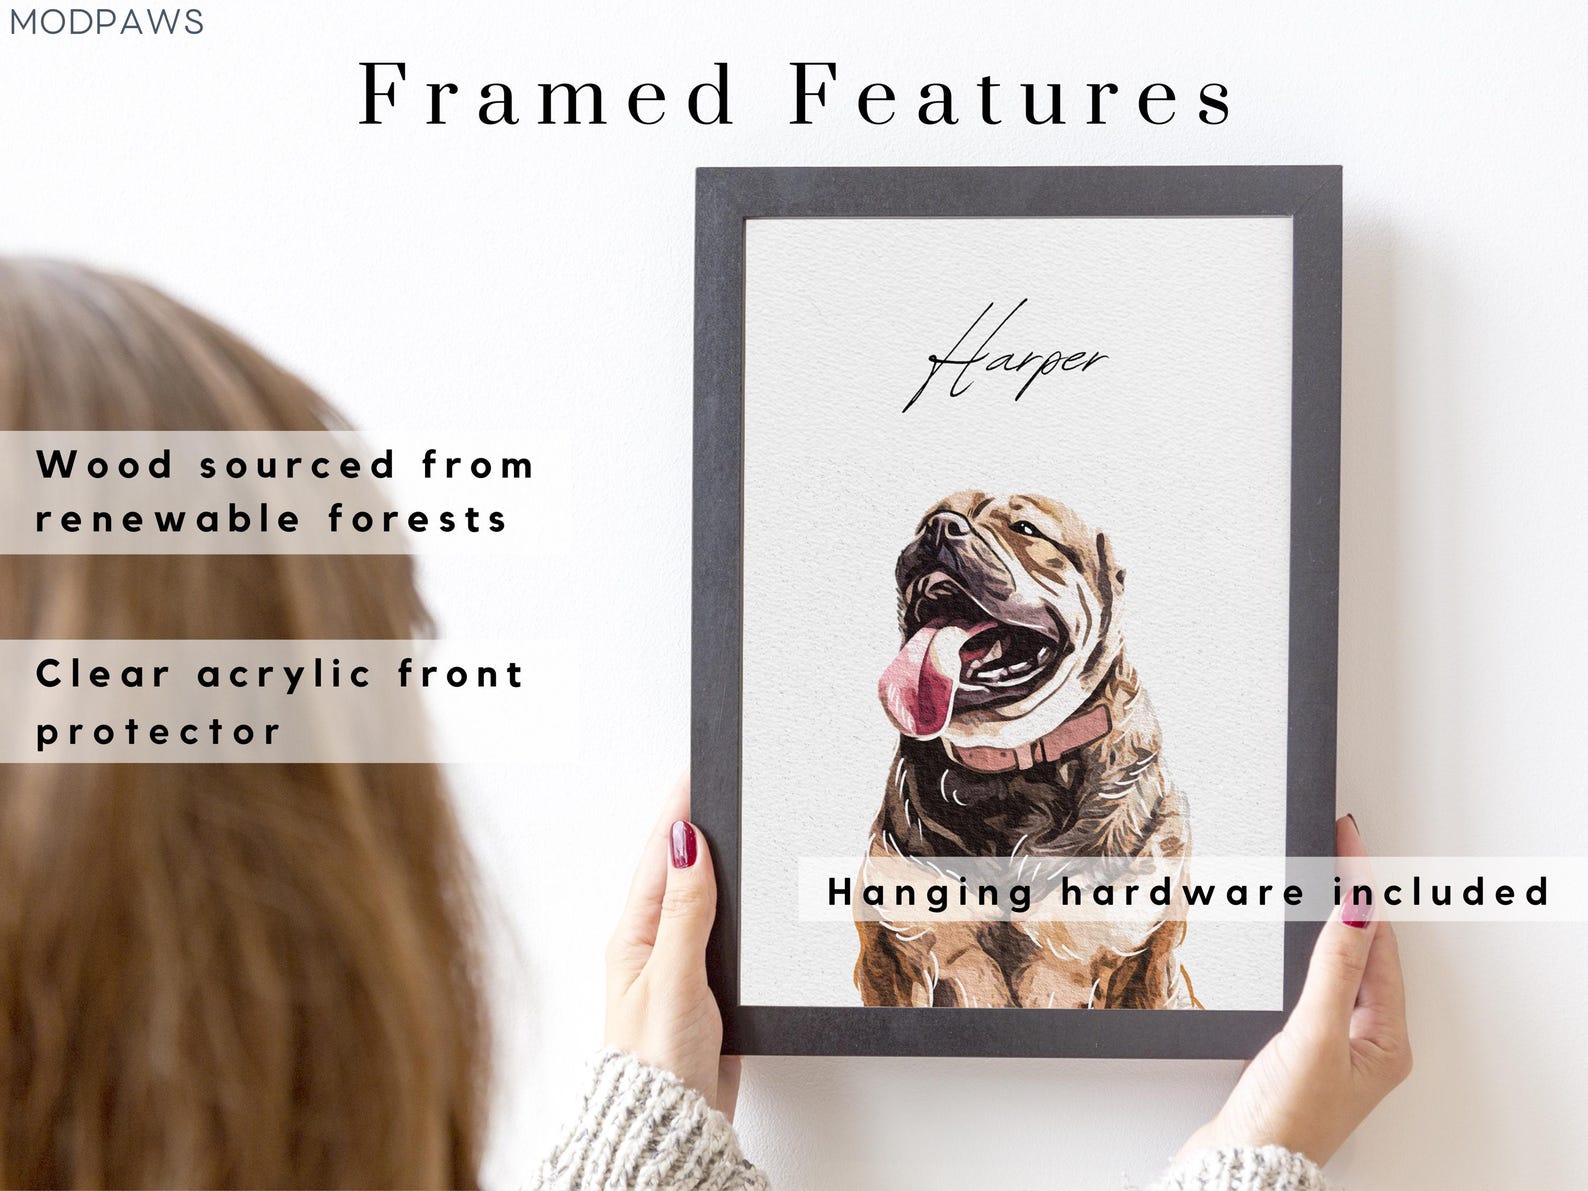 MODPAWS
Framed Features
Harper
Wood sourced from
renewable forests
Clear acrylic front
protector
Hanging hardware included